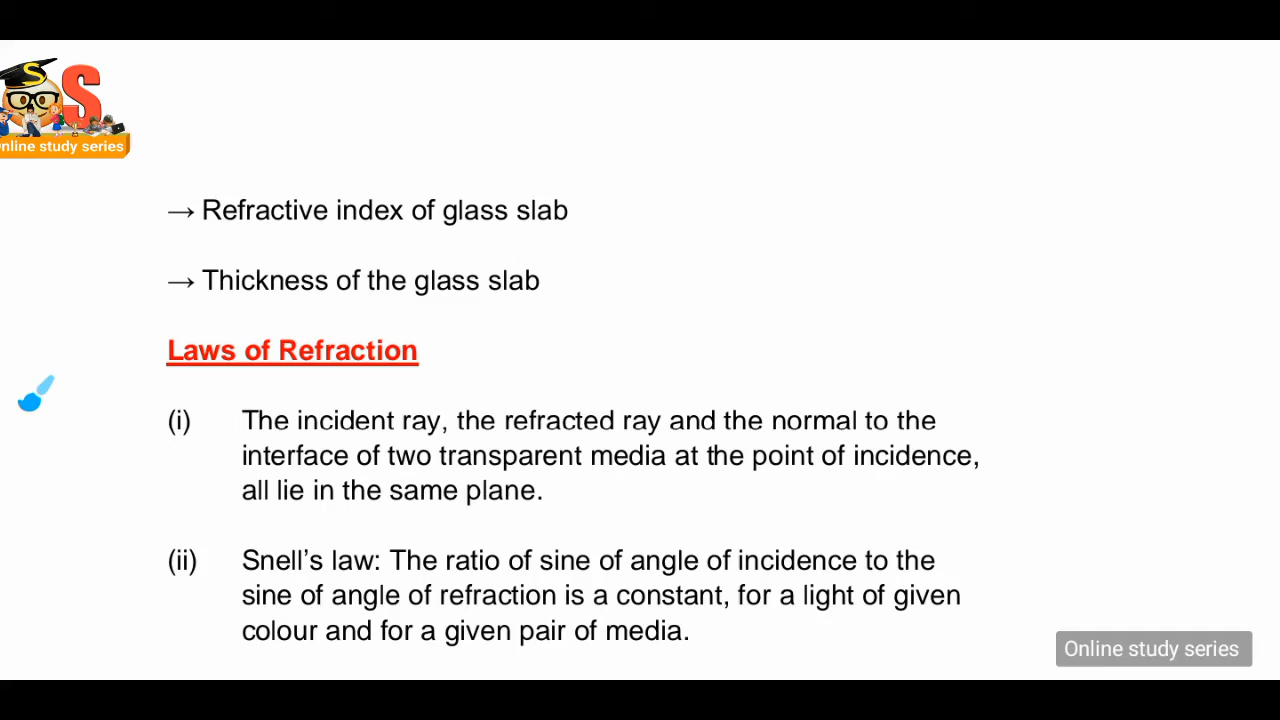 S
S
nline study series
→ Refractive index of glass slab
→ Thickness of the glass slab
Laws of Refraction
(i) The incident ray, the refracted ray and the normal to the
interface of two transparent media at the point of incidence,
all lie in the same plane.
(ii) Snell’s law: The ratio of sine of angle of incidence to the
sine of angle of refraction is a constant, for a light of given
colour and for a given pair of media.
Online study series